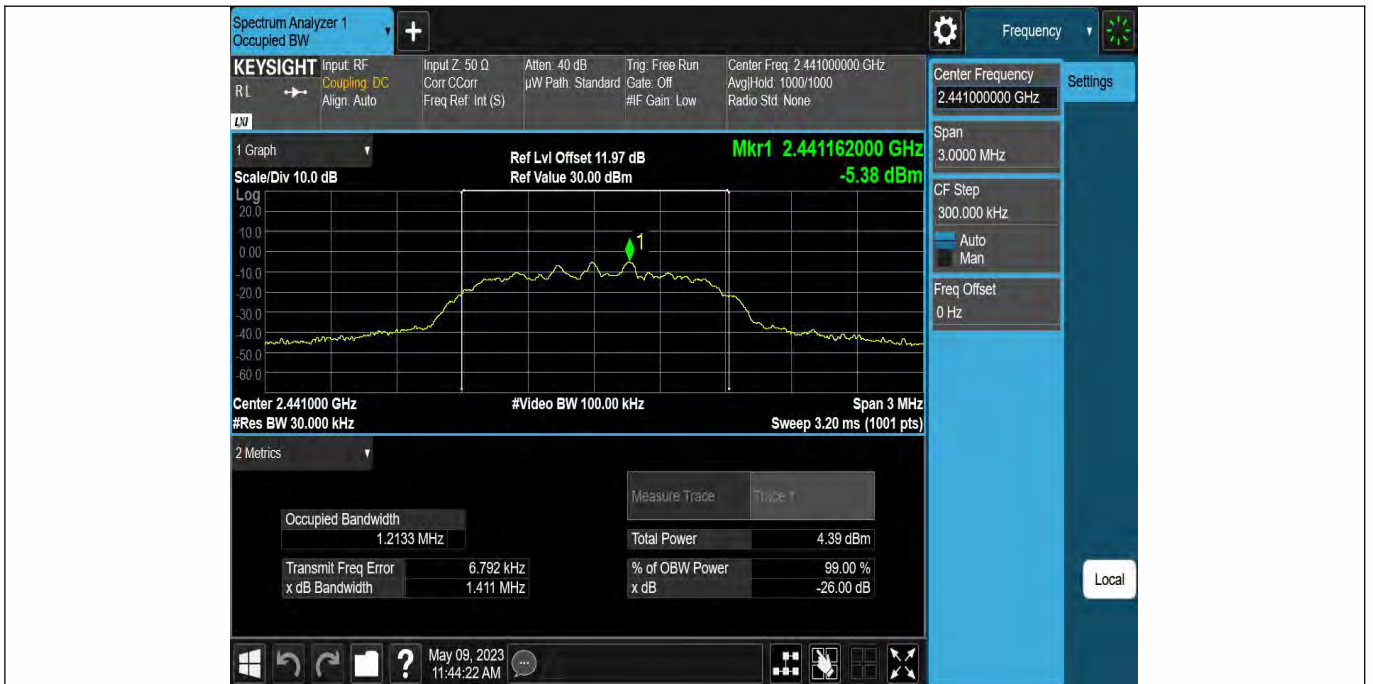 Spectrum Analyzer 1
Occupied BW
+
Frequency
KEYSIGHT
RL
LXI
Input: RF
Coupling: DC
Align: Auto
Input Z: 50 Ω
Corr CCorr
Freq Ref: Int (S)
Atten: 40 dB
µW Path: Standard
Trig: Free Run
Gate: Off
#IF Gain: Low
Center Freq: 2.441000000 GHz
Avg|Hold: 1000/1000
Radio Std: None
Center Frequency
2.441000000 GHz
Settings
Span
3.0000 MHz
CF Step
300.000 kHz
Auto
Man
Freq Offset
0 Hz
Local
1 Graph
Scale/Div 10.0 dB
Ref Lvl Offset 11.97 dB
Ref Value 30.00 dBm
Mkr1 2.441162000 GHz
-5.38 dBm
Log
20.0
10.0
0.00
-10.0
-20.0
-30.0
-40.0
-50.0
-60.0
1
Center 2.441000 GHz
#Res BW 30.000 kHz
#Video BW 100.00 kHz
Span 3 MHz
Sweep 3.20 ms (1001 pts)
2 Metrics
Measure Trace
Trace 1
Occupied Bandwidth
1.2133 MHz
Total Power 4.39 dBm
Transmit Freq Error 6.792 kHz
% of OBW Power 99.00 %
x dB Bandwidth 1.411 MHz
x dB -26.00 dB
?
May 09, 2023
11:44:22 AM